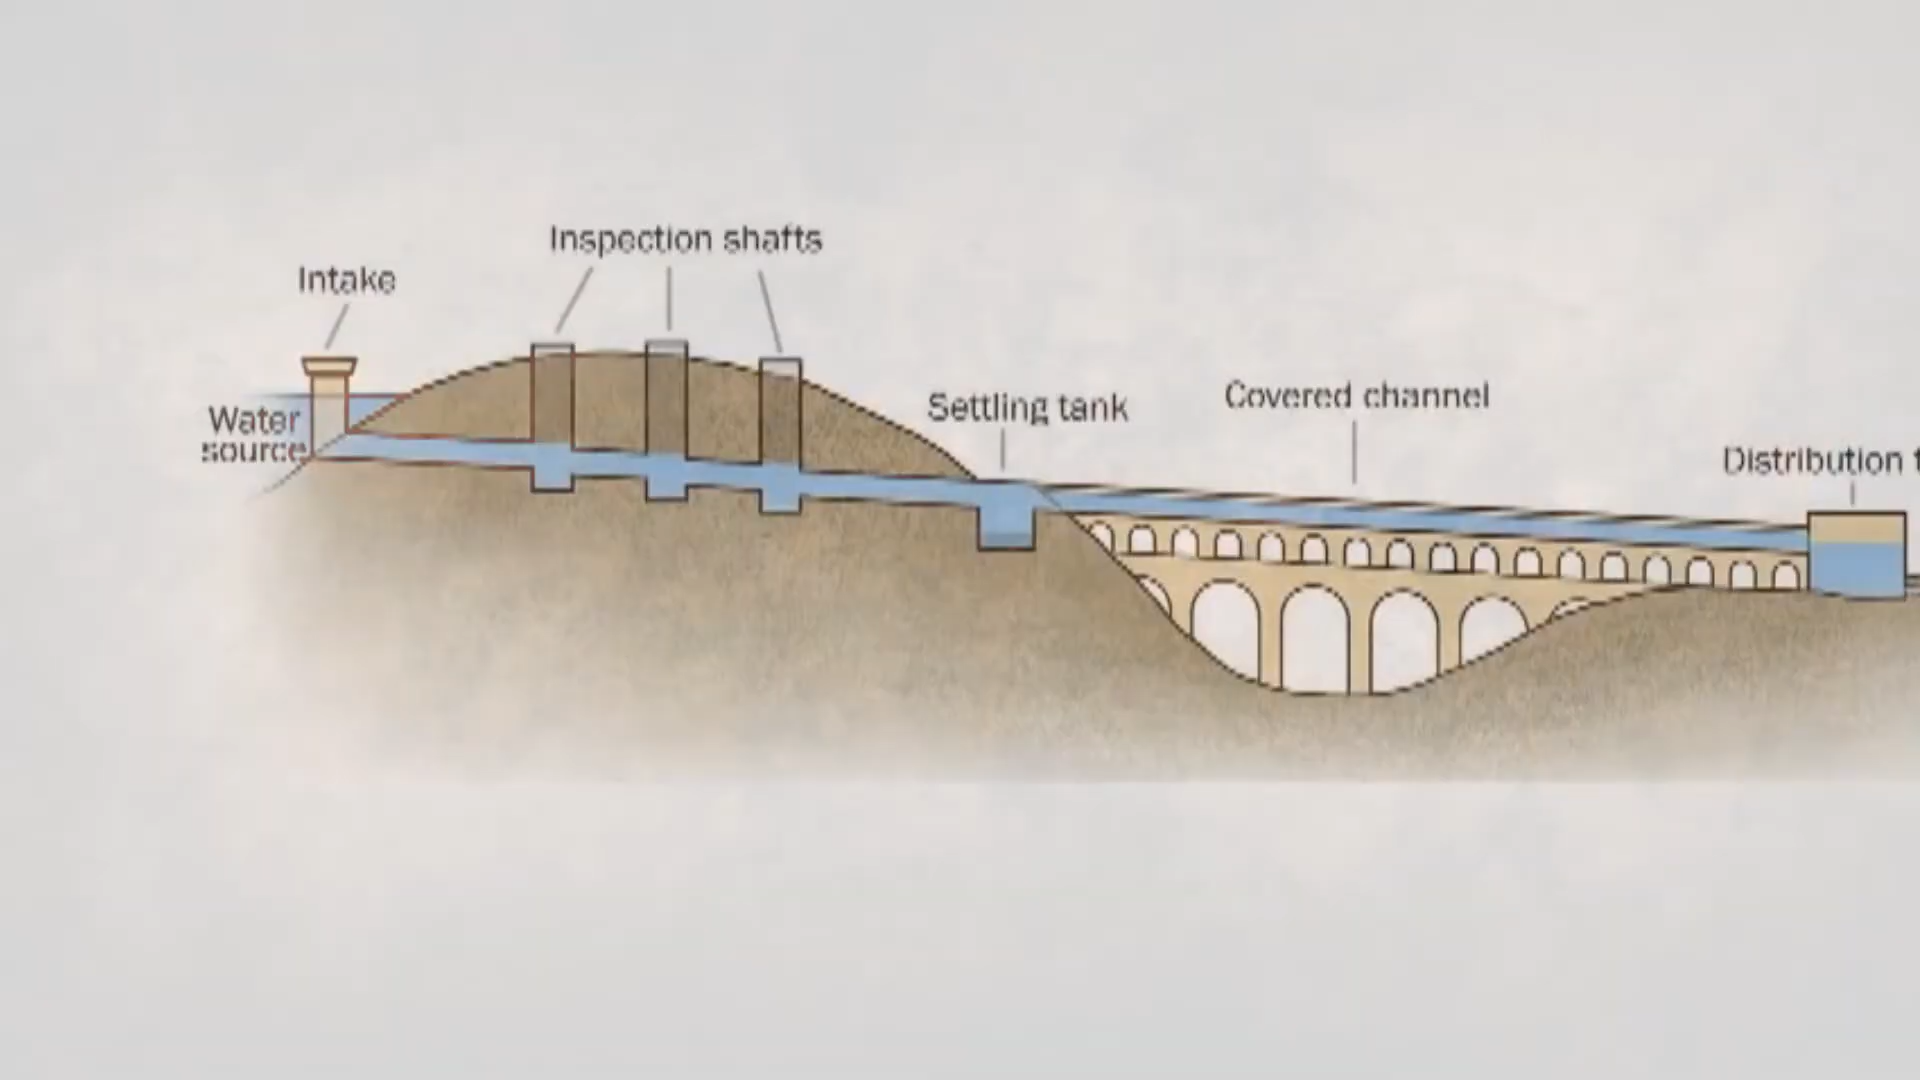 Inspection shafts
Intake
Water
source
Settling tank
Covered channel
Distribution